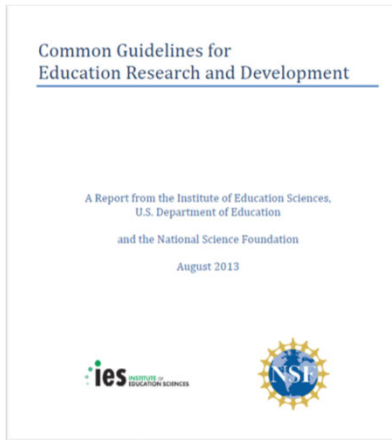 Common Guidelines for
Education Research and Development
A Report from the Institute of Education Sciences,
U.S. Department of Education
and the National Science Foundation
August 2013
ies INSTITUTE OF
EDUCATION SCIENCES
NSF